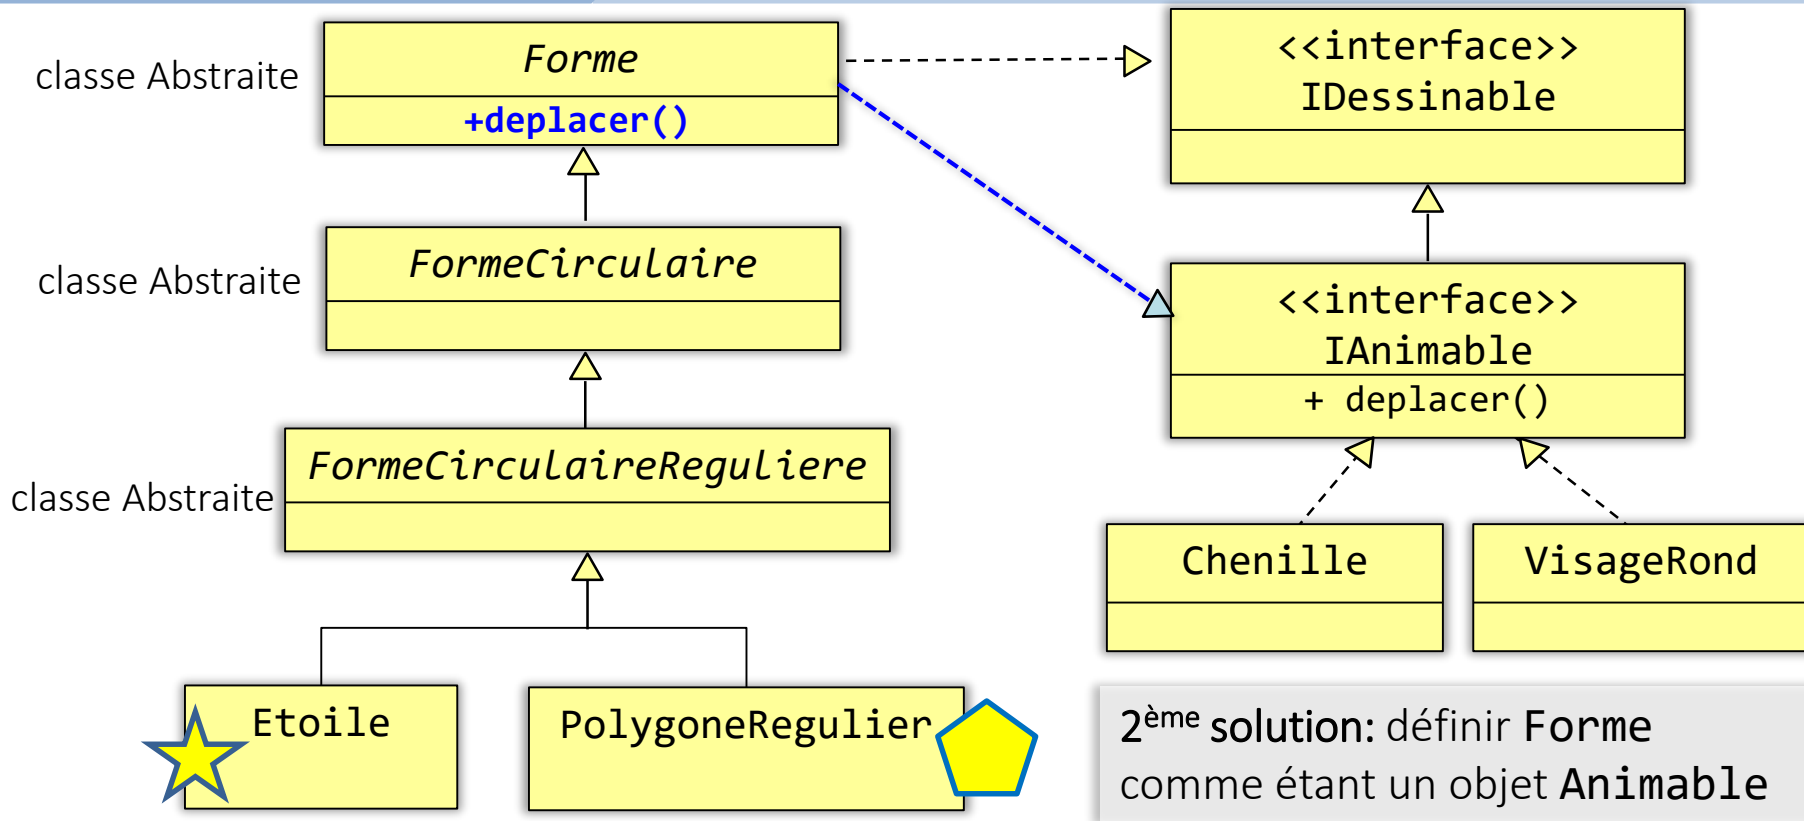 classe Abstraite
Forme
+deplacer()
<<interface>>
IDessinable
classe Abstraite
FormeCirculaire
<<interface>>
IAnimable
+ deplacer()
classe Abstraite
FormeCirculaireReguliere
Chenille
VisageRond
Etoile
PolygoneRegulier
2ème solution: définir Forme
comme étant un objet Animable